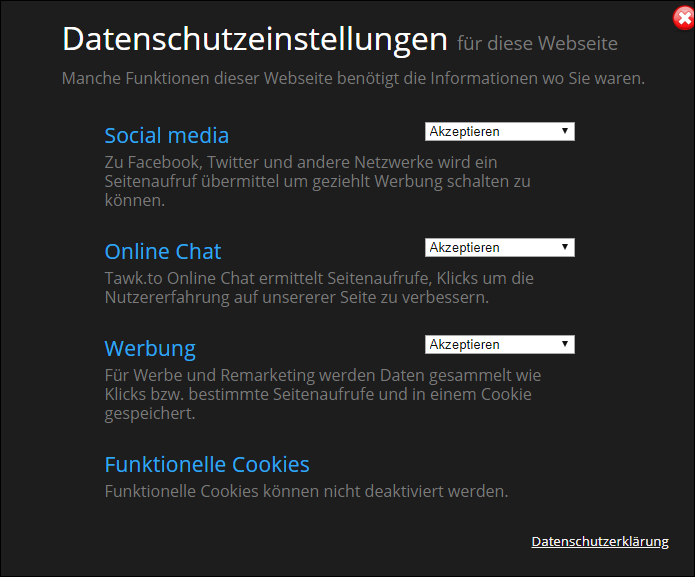 Datenschutzeinstellungen für diese Webseite
Manche Funktionen dieser Webseite benötigt die Informationen wo Sie waren.
Social media
Akzeptieren
Zu Facebook, Twitter und andere Netzwerke wird ein
Seitenaufruf übermittel um geziehlt Werbung schalten zu
können.
Online Chat
Akzeptieren
Tawk.to Online Chat ermittelt Seitenaufrufe, Klicks um die
Nutzererfahrung auf unsererer Seite zu verbessern.
Werbung
Akzeptieren
Für Werbe und Remarketing werden Daten gesammelt wie
Klicks bzw. bestimmte Seitenaufrufe und in einem Cookie
gespeichert.
Funktionelle Cookies
Funktionelle Cookies können nicht deaktiviert werden.
Datenschutzerklärung